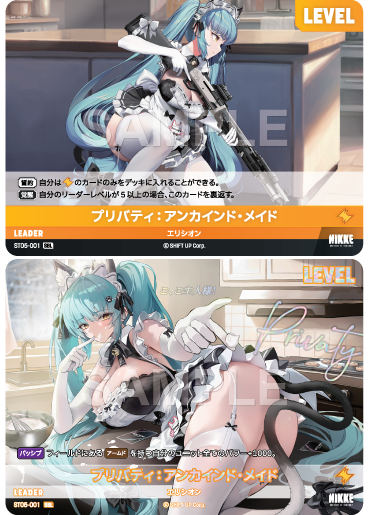 LEVEL
SAMPLE
誓約 自分は のカードのみをデッキに入れることができる。
覚醒 自分のリーダーレベルが5以上の場合、このカードを裏返す。
プリバティ：アンカインド・メイド
LEADER エリシオン
ST05-001 SBL © SHIFT UP Corp. NIKKE
LEVEL
Privaty
SAMPLE
パッシブ フィールドにある アームド を持つ自分のユニット全てのパワー+1000。
プリバティ：アンカインド・メイド
LEADER エリシオン
ST05-001 © SHIFT UP Corp. NIKKE